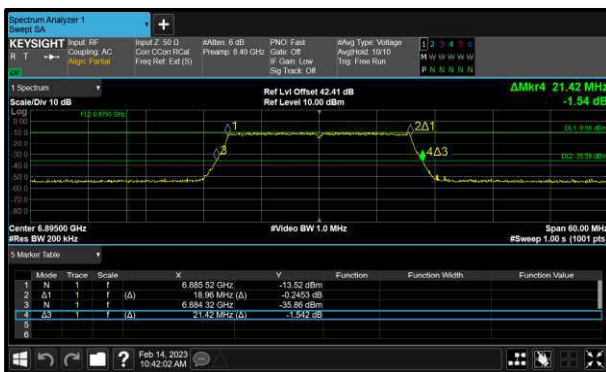 Spectrum Analyzer 1
Swept SA
+
KEYSIGHT Input: RF Input Z: 50 Ω #Atten: 6 dB PNO: Fast #Avg Type: Voltage 1 2 3 4 5 6
R T Coupling: AC Corr CCorr RCal Preamp: 8.40 GHz Gate: Off Avg|Hold: 10/10 M W W W W W
Align: Partial Freq Ref: Ext (S) IF Gain: Low Trig: Free Run P N N N N N
Sig Track: Off
1 Spectrum Ref Lvl Offset 42.41 dB ΔMkr4 21.42 MHz
Scale/Div 10 dB Ref Level 10.00 dBm -1.54 dB
Log
0.00
-10.0
-20.0
-30.0
-40.0
-50.0
-60.0
-70.0
-80.0
1
2Δ1
3
4Δ3
Center 6.89500 GHz #Video BW 1.0 MHz Span 60.00 MHz
#Res BW 200 kHz #Sweep 1.00 s (1001 pts)
5 Marker Table
Mode Trace Scale X Y Function Function Width Function Value
1 N 1 f 6.885 52 GHz -13.52 dBm
2 Δ1 1 f (Δ) 18.96 MHz (Δ) -0.2453 dB
3 N 1 f 6.884 32 GHz -35.86 dBm
4 Δ3 1 f (Δ) 21.42 MHz (Δ) -1.542 dB
5
6
? Feb 14, 2023
10:42:02 AM